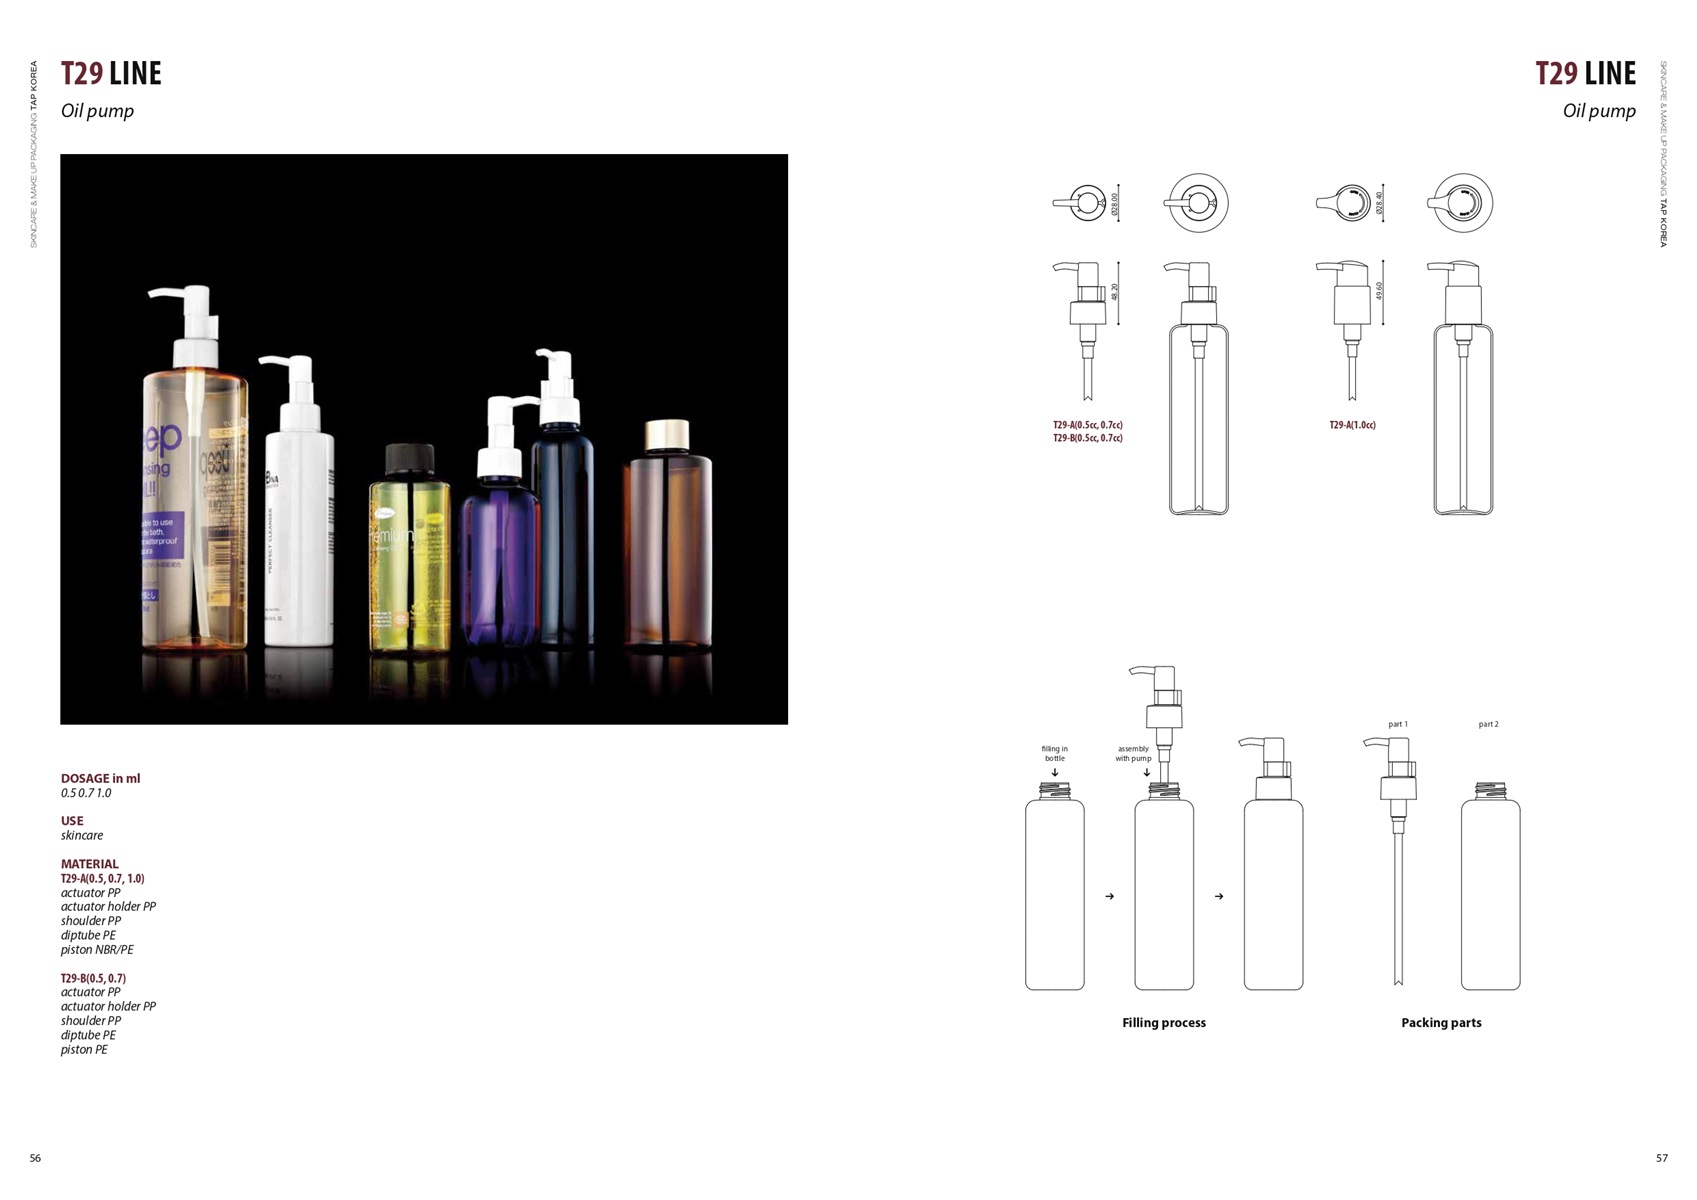 T29 LINE
Oil pump
SKINCARE & MAKE UP PACKAGING TAP KOREA
DOSAGE in ml
0.5 0.7 1.0
USE
skincare
MATERIAL
T29-A(0.5, 0.7, 1.0)
actuator PP
actuator holder PP
shoulder PP
diptube PE
piston NBR/PE
T29-B(0.5, 0.7)
actuator PP
actuator holder PP
shoulder PP
diptube PE
piston PE
56
T29 LINE
Oil pump
SKINCARE & MAKE UP PACKAGING TAP KOREA
Ø28.00
Ø28.40
48.20
49.60
T29-A(0.5cc, 0.7cc)
T29-B(0.5cc, 0.7cc)
T29-A(1.0cc)
filling in
bottle
assembly
with pump
part 1
part 2
Filling process
Packing parts
57
PERFECT CLEANSER